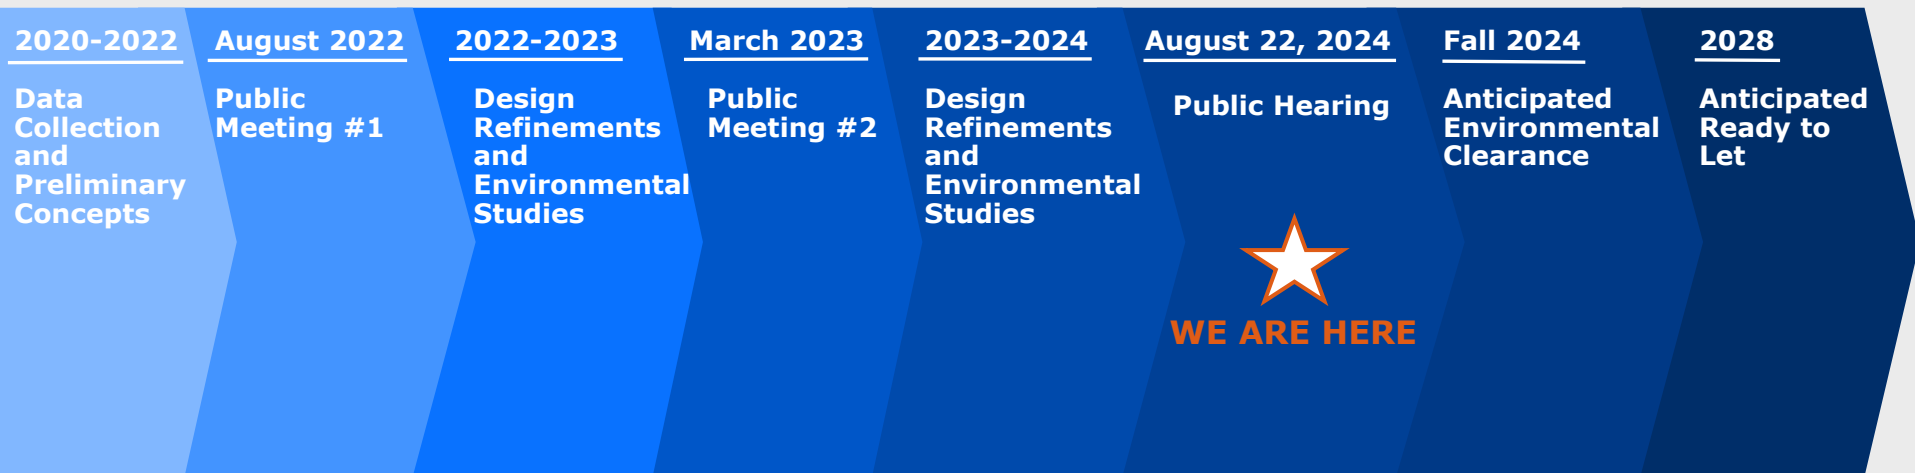 2020-2022
Data
Collection
and
Preliminary
Concepts
August 2022
Public
Meeting #1
2022-2023
Design
Refinements
and
Environmental
Studies
March 2023
Public
Meeting #2
2023-2024
Design
Refinements
and
Environmental
Studies
August 22, 2024
Public Hearing
WE ARE HERE
Fall 2024
Anticipated
Environmental
Clearance
2028
Anticipated
Ready to
Let